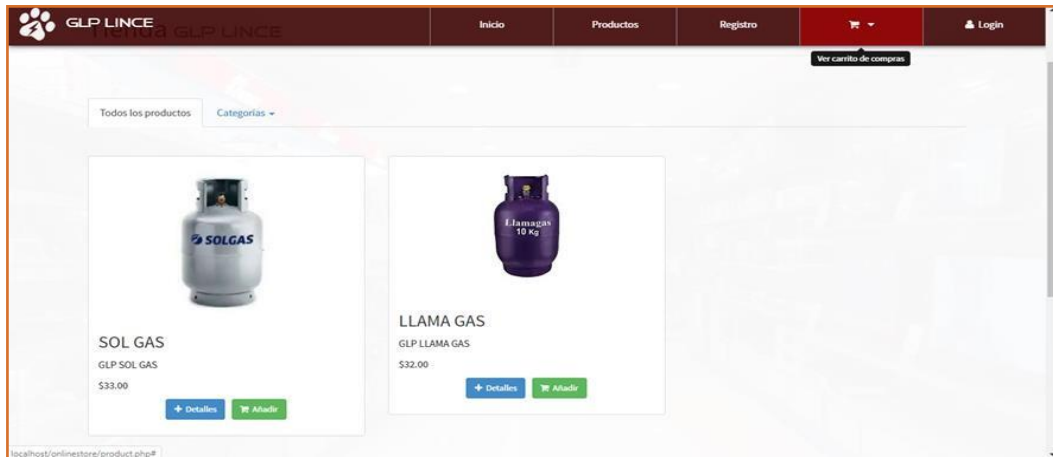 GLP LINCE
Inicio
Productos
Registro
Login
Tienda GLP LINCE
Ver carrito de compras
Todos los productos
Categorías
SOLGAS
SOL GAS
GLP SOL GAS
$33.00
+ Detalles
Añadir
Llamagas
10 Kg
LLAMA GAS
GLP LLAMA GAS
$32.00
+ Detalles
Añadir
localhost/onlinestore/product.php#